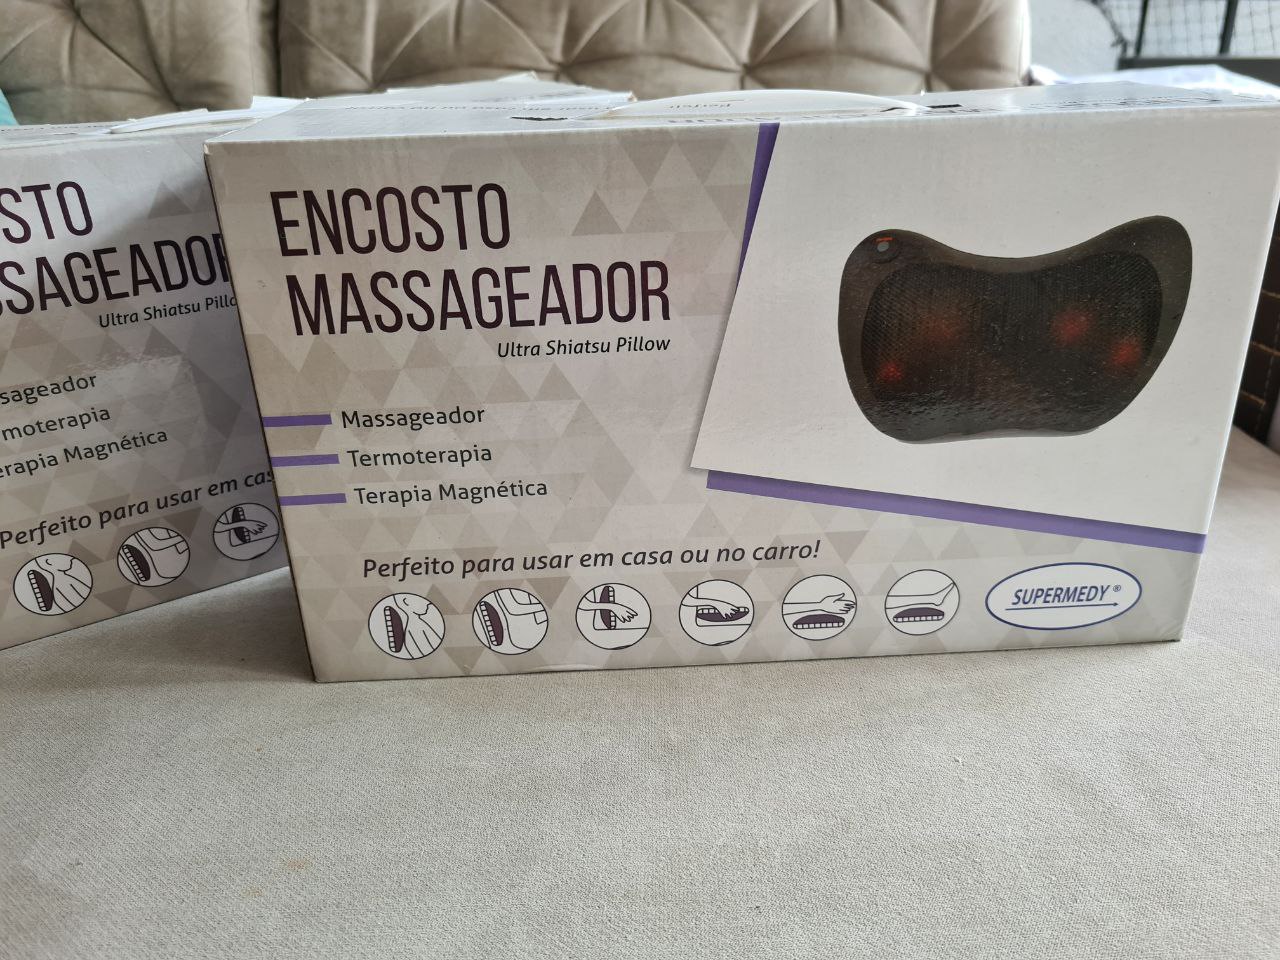 ENCOSTO
MASSAGEADOR
Ultra Shiatsu Pillow
Massageador
Termoterapia
Terapia Magnética
Perfeito para usar em casa ou no carro!
SUPERMEDY®
STO
SSAGEADOR
Ultra Shiatsu Pillo
sageador
moterapia
erapia Magnética
Perfeito para usar em cas